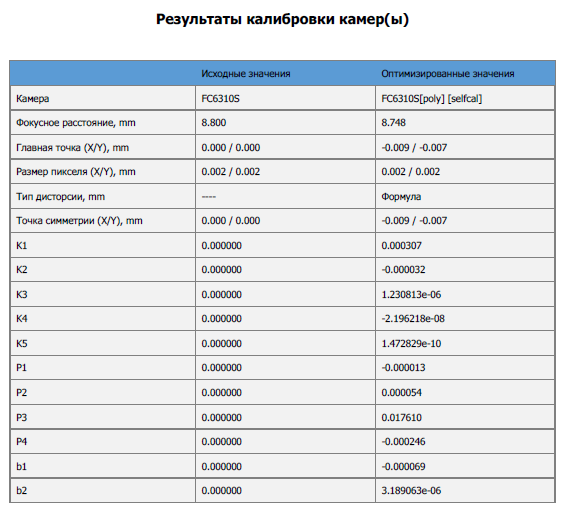 Результаты калибровки камер(ы)
Исходные значения Оптимизированные значения
Камера FC6310S FC6310S[poly] [selfcal]
Фокусное расстояние, mm 8.800 8.748
Главная точка (X/Y), mm 0.000 / 0.000 -0.009 / -0.007
Размер пикселя (X/Y), mm 0.002 / 0.002 0.002 / 0.002
Тип дисторсии, mm ---- Формула
Точка симметрии (X/Y), mm 0.000 / 0.000 -0.009 / -0.007
K1 0.000000 0.000307
K2 0.000000 -0.000032
K3 0.000000 1.230813e-06
K4 0.000000 -2.196218e-08
K5 0.000000 1.472829e-10
P1 0.000000 -0.000013
P2 0.000000 0.000054
P3 0.000000 0.017610
P4 0.000000 -0.000246
b1 0.000000 -0.000069
b2 0.000000 3.189063e-06